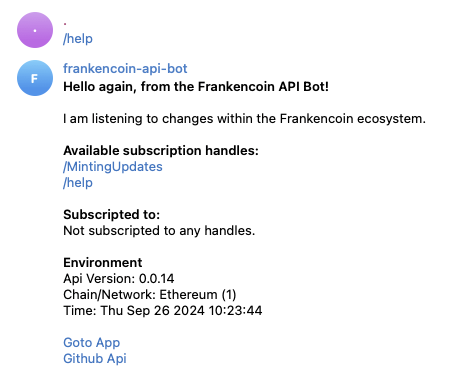 .
.
/help
F
frankencoin-api-bot
Hello again, from the Frankencoin API Bot!
I am listening to changes within the Frankencoin ecosystem.
Available subscription handles:
/MintingUpdates
/help
Subscripted to:
Not subscripted to any handles.
Environment
Api Version: 0.0.14
Chain/Network: Ethereum (1)
Time: Thu Sep 26 2024 10:23:44
Goto App
Github Api